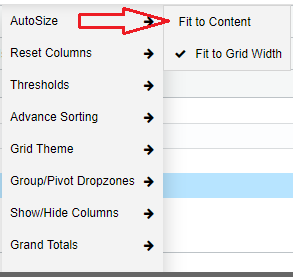 AutoSize
Fit to Content
Reset Columns
Fit to Grid Width
Thresholds
Advance Sorting
Grid Theme
Group/Pivot Dropzones
Show/Hide Columns
Grand Totals